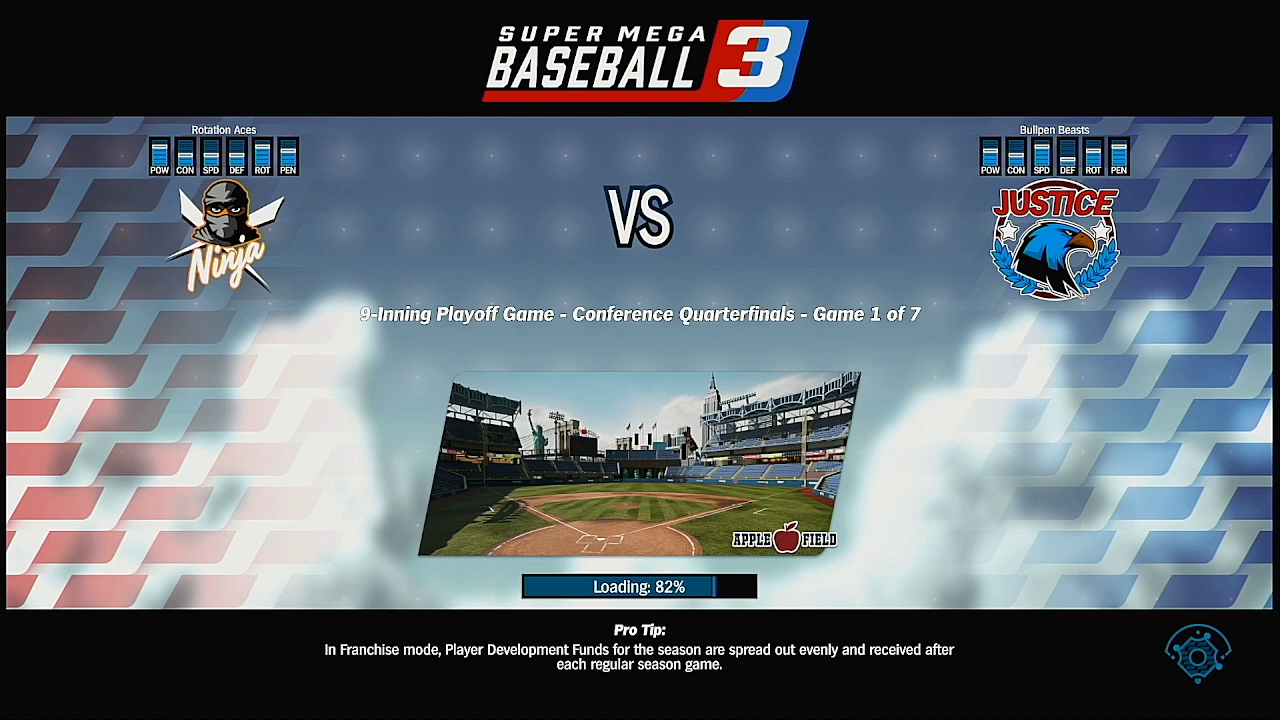 SUPER MEGA
BASEBALL 3
Rotation Aces
POW CON SPD DEF ROT PEN
Ninja
VS
Bullpen Beasts
POW CON SPD DEF ROT PEN
JUSTICE
9-Inning Playoff Game - Conference Quarterfinals - Game 1 of 7
APPLE FIELD
Loading: 82%
Pro Tip:
In Franchise mode, Player Development Funds for the season are spread out evenly and received after
each regular season game.